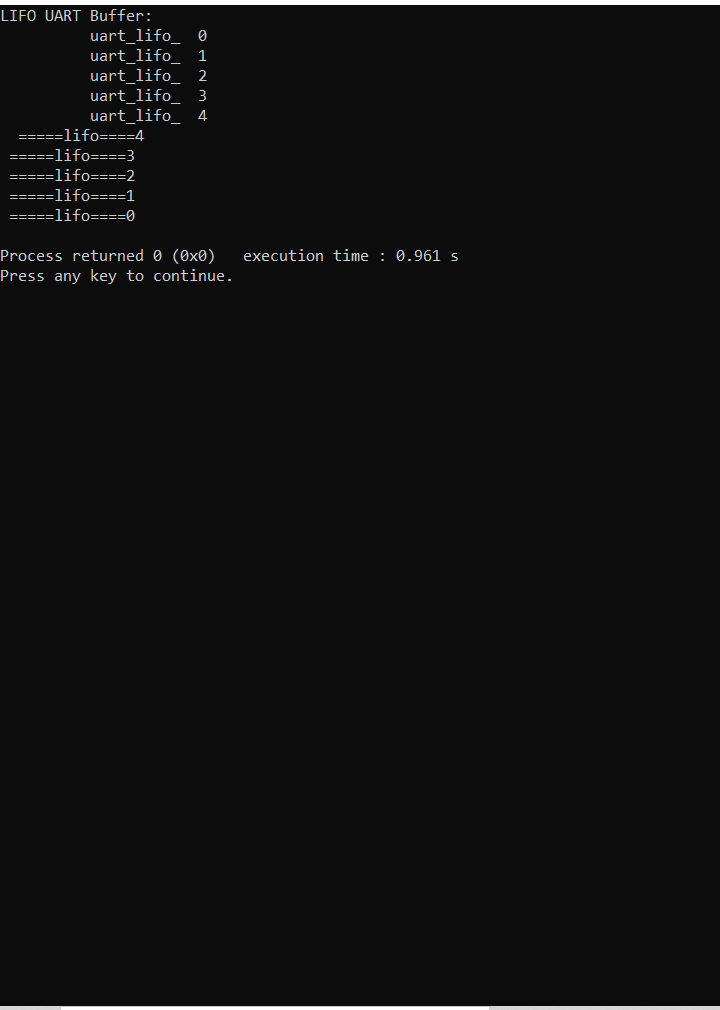 LIFO UART Buffer:
          uart_lifo_  0
          uart_lifo_  1
          uart_lifo_  2
          uart_lifo_  3
          uart_lifo_  4
  =====lifo====4
 =====lifo====3
 =====lifo====2
 =====lifo====1
 =====lifo====0

Process returned 0 (0x0)   execution time : 0.961 s
Press any key to continue.